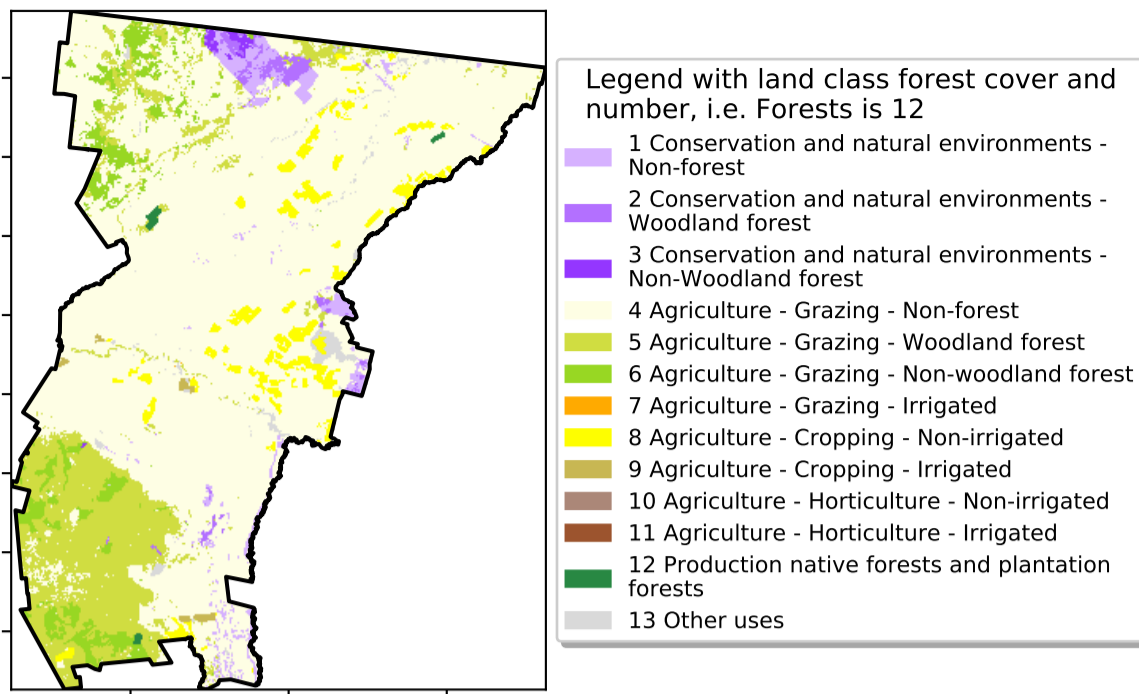 Legend with land class forest cover and
number, i.e. Forests is 12
1 Conservation and natural environments -
Non-forest
2 Conservation and natural environments -
Woodland forest
3 Conservation and natural environments -
Non-Woodland forest
4 Agriculture - Grazing - Non-forest
5 Agriculture - Grazing - Woodland forest
6 Agriculture - Grazing - Non-woodland forest
7 Agriculture - Grazing - Irrigated
8 Agriculture - Cropping - Non-irrigated
9 Agriculture - Cropping - Irrigated
10 Agriculture - Horticulture - Non-irrigated
11 Agriculture - Horticulture - Irrigated
12 Production native forests and plantation
forests
13 Other uses